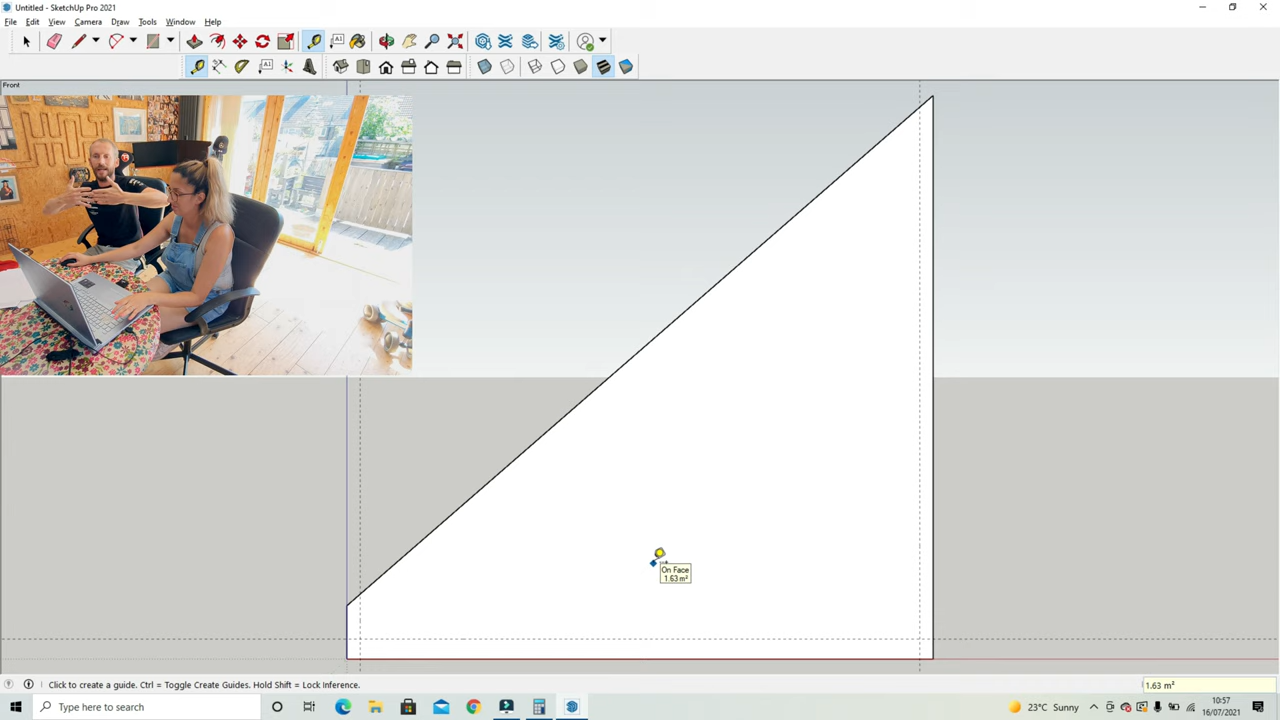 Untitled - SketchUp Pro 2021
File Edit View Camera Draw Tools Window Help
A1
A1
Front
On Face
1.63 m²
Click to create a guide. Ctrl = Toggle Create Guides. Hold Shift = Lock Inference.
1.63 m²
Type here to search
23°C Sunny
10:57
16/07/2021